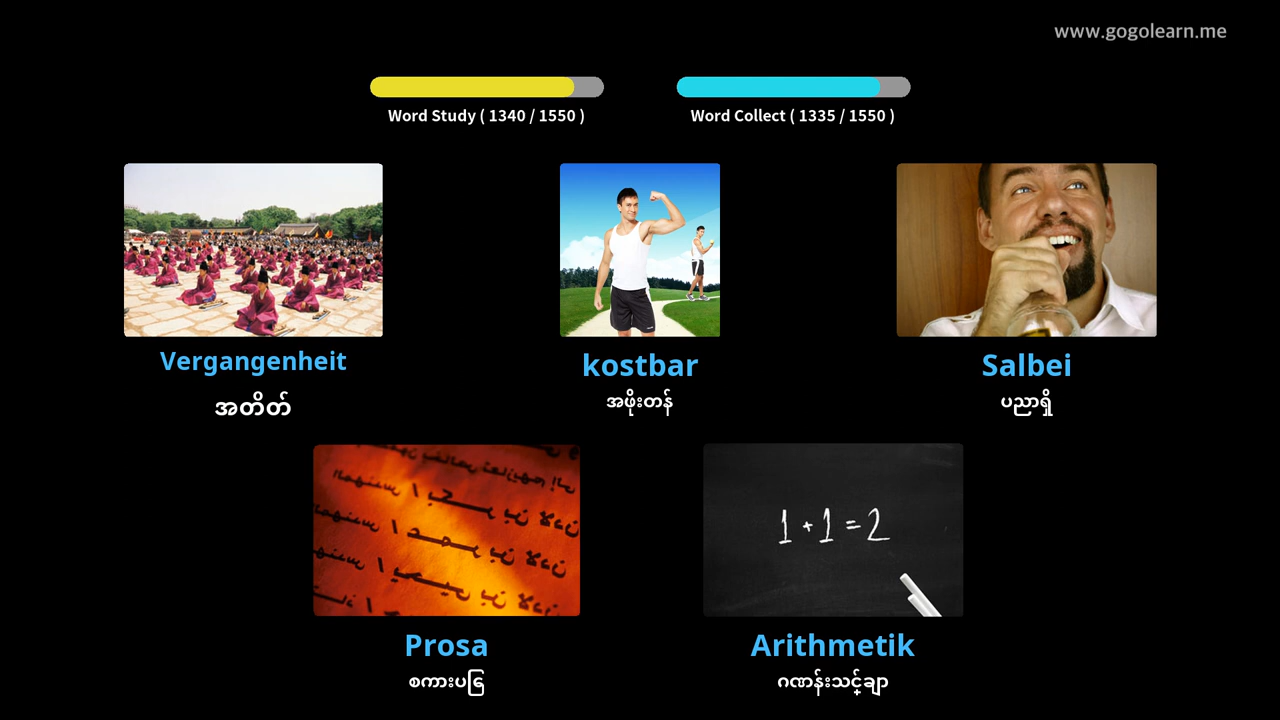 www.gogolearn.me
Word Study ( 1340 / 1550 )
Word Collect ( 1335 / 1550 )
Vergangenheit
အတိတ်
kostbar
အဖိုးတန်
Salbei
ပညာရှိ
1 + 1 = 2
Prosa
စကားပြေ
Arithmetik
ဂဏန်းသင်္ချာ